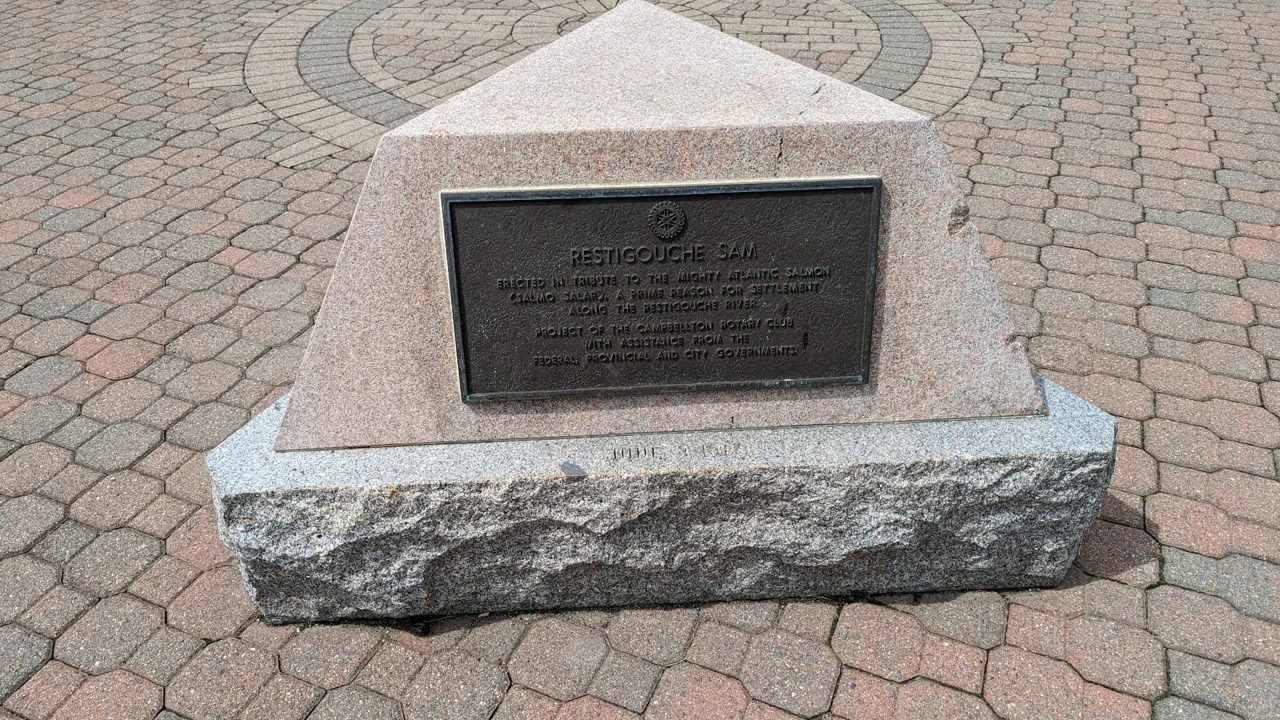 RESTIGOUCHE SAM
ERECTED IN TRIBUTE TO THE MIGHTY ATLANTIC SALMON
(SALMO SALAR), A PRIME REASON FOR SETTLEMENT
ALONG THE RESTIGOUCHE RIVER.
PROJECT OF THE CAMPBELLTON ROTARY CLUB
WITH ASSISTANCE FROM THE
FEDERAL, PROVINCIAL AND CITY GOVERNMENTS.
JUNE